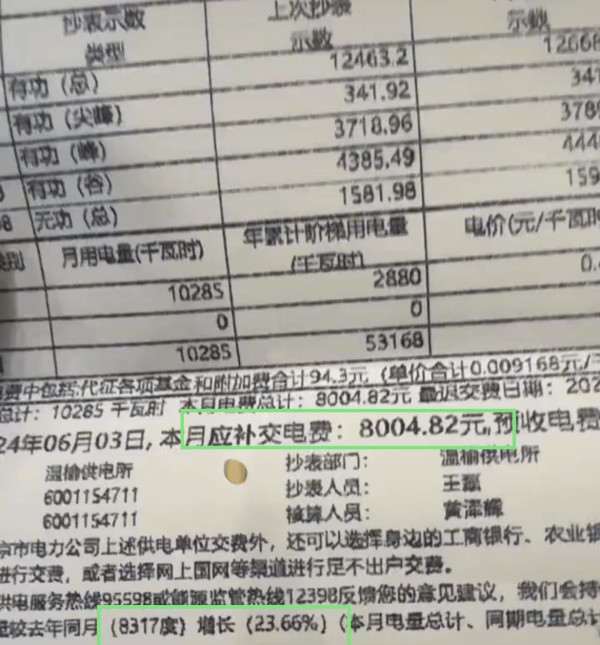 抄表示数 上次抄表
类型 示数 示数
有功（总） 12463.2 12668
有功（尖峰） 341.92 341
有功（峰） 3718.96 3789
有功（谷） 4385.49 444
无功（总） 1581.98 159
类别 月用电量(千瓦时) 年累计阶梯用电量 电价(元/千瓦时
(千瓦时)
10285 2880 0.
0 0
10285 53168
费中包括:代征各项基金和附加费合计94.3元（单价合计0.009168元/
总计：10285 千瓦时 本月电费总计：8004.82元 最迟交费日期：202
24年06月03日, 本月应补交电费：8004.82元,预收电费
温榆供电所 抄表部门： 温榆供电所
6001154711 抄表人员： 王磊
6001154711 核算人员： 黄泽辉
京市电力公司上述供电单位交费外，还可以选择身边的工商银行、农业银
进行交费，或者选择网上国网等渠道进行足不出户交费。
供电服务热线95598或能源监管热线12398反馈您的意见建议，我们会持
量较去年同月（8317度）增长（23.66%）（本月电量总计、同期电量总计